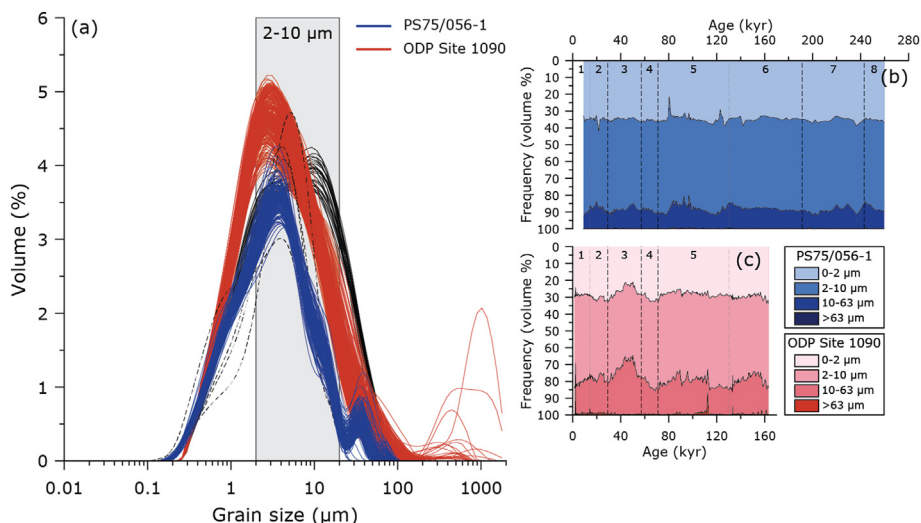 (a)
2-10 μm
PS75/056-1
ODP Site 1090
Volume (%)
6
5
4
3
2
1
0
0.01 0.1 1 10 100 1000
Grain size (μm)
Age (kyr)
0 40 80 120 160 200 240 280 260
1 2 3 4 5 6 7 8
(b)
Frequency (volume %)
0
10
20
30
40
50
60
70
80
90
100
(c)
1 2 3 4 5
Frequency (volume %)
0
10
20
30
40
50
60
70
80
90
100
0 40 80 120 160
Age (kyr)
PS75/056-1
0-2 μm
2-10 μm
10-63 μm
>63 μm
ODP Site 1090
0-2 μm
2-10 μm
10-63 μm
>63 μm